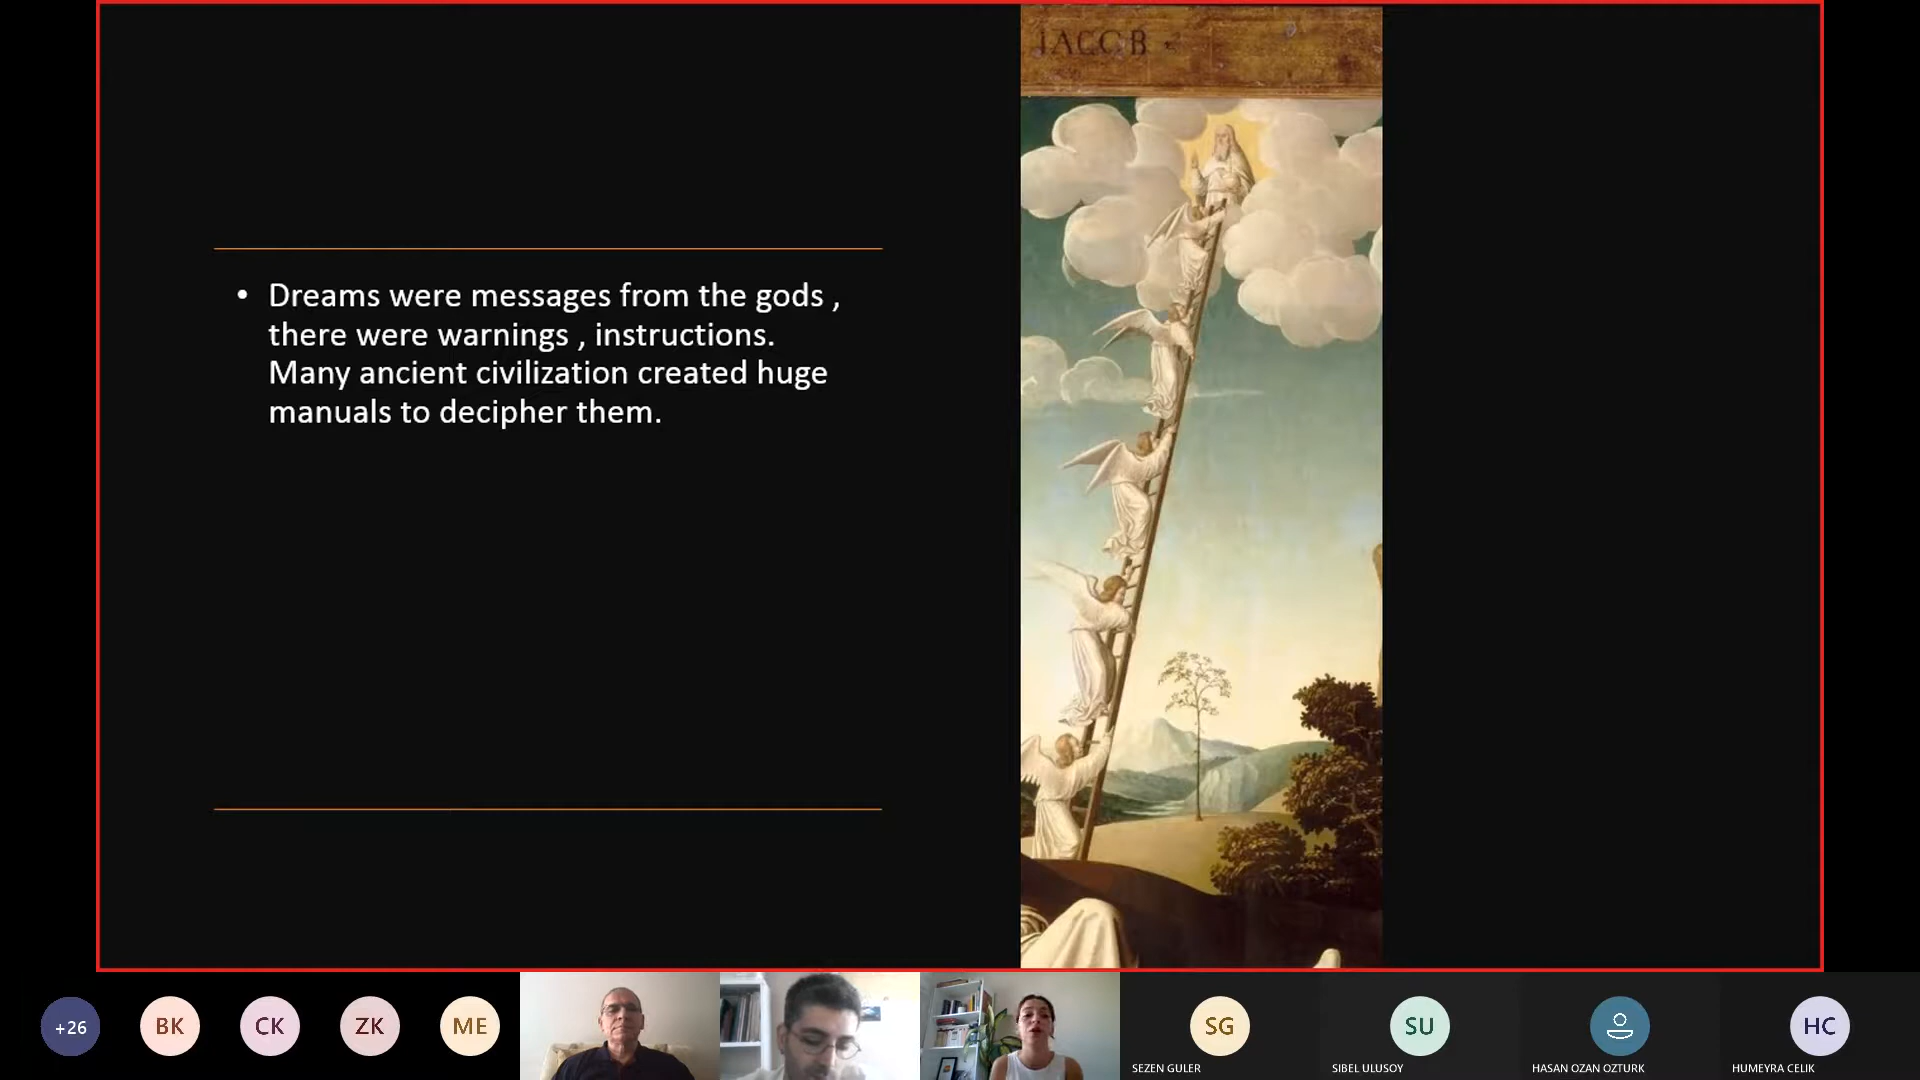 IACOB
• Dreams were messages from the gods ,
there were warnings , instructions.
Many ancient civilization created huge
manuals to decipher them.
+26
BK
CK
ZK
ME
SG
SEZEN GULER
SU
SIBEL ULUSOY
HASAN OZAN OZTURK
HC
HUMEYRA CELIK